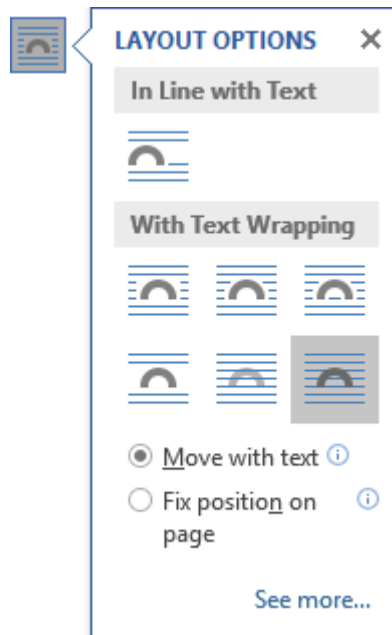 LAYOUT OPTIONS
In Line with Text
With Text Wrapping
Move with text
Fix position on
page
See more...